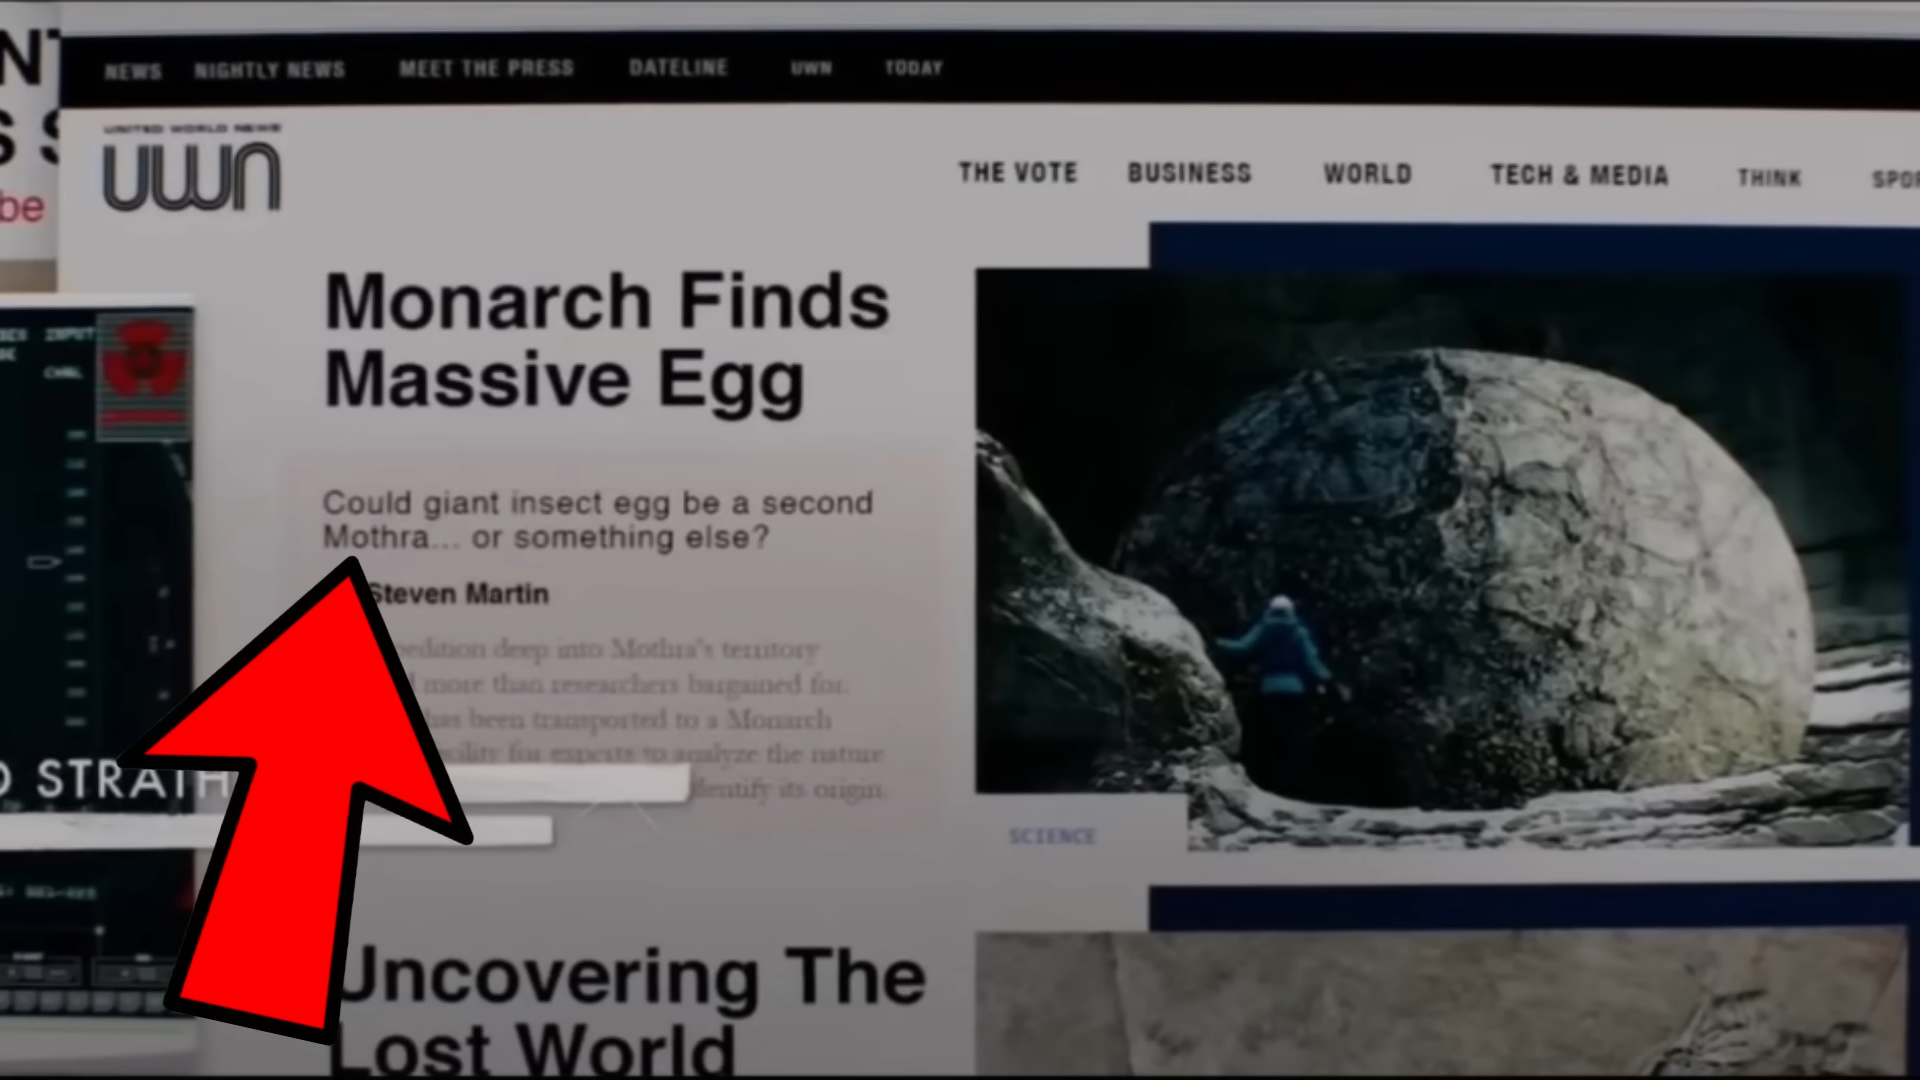 NEWS NIGHTLY NEWS MEET THE PRESS DATELINE UWN TODAY
UNITED WORLD NEWS
uwn
THE VOTE BUSINESS WORLD TECH & MEDIA THINK
be
Monarch Finds
Massive Egg
Could giant insect egg be a second
Mothra... or something else?
Steven Martin
deep into Mothra's territory
more than researchers bargained for.
has been transported to a Monarch
for experts to analyze the nature
its origin.
STRATH
SCIENCE
Uncovering The
Lost World